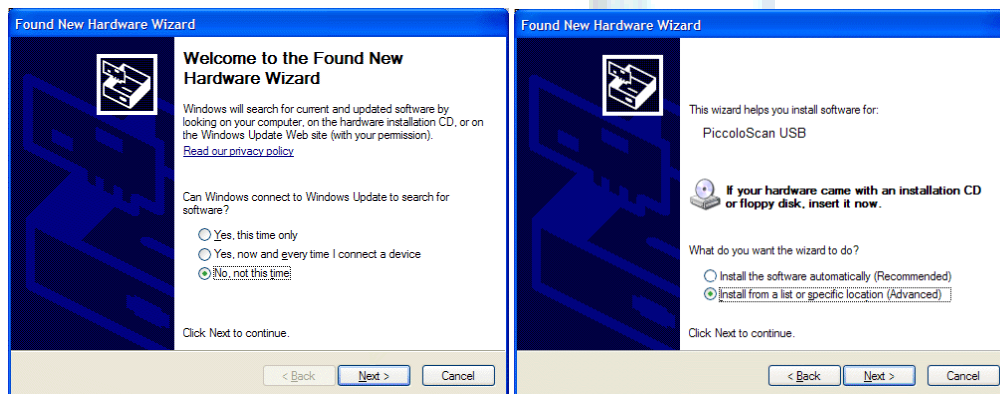 Found New Hardware Wizard
Welcome to the Found New
Hardware Wizard
Windows will search for current and updated software by
looking on your computer, on the hardware installation CD, or on
the Windows Update Web site (with your permission).
Read our privacy policy
Can Windows connect to Windows Update to search for
software?
Yes, this time only
Yes, now and every time I connect a device
No, not this time
Click Next to continue.
< Back
Next >
Cancel
Found New Hardware Wizard
This wizard helps you install software for:
PiccoloScan USB
If your hardware came with an installation CD
or floppy disk, insert it now.
What do you want the wizard to do?
Install the software automatically (Recommended)
Install from a list or specific location (Advanced)
Click Next to continue.
< Back
Next >
Cancel